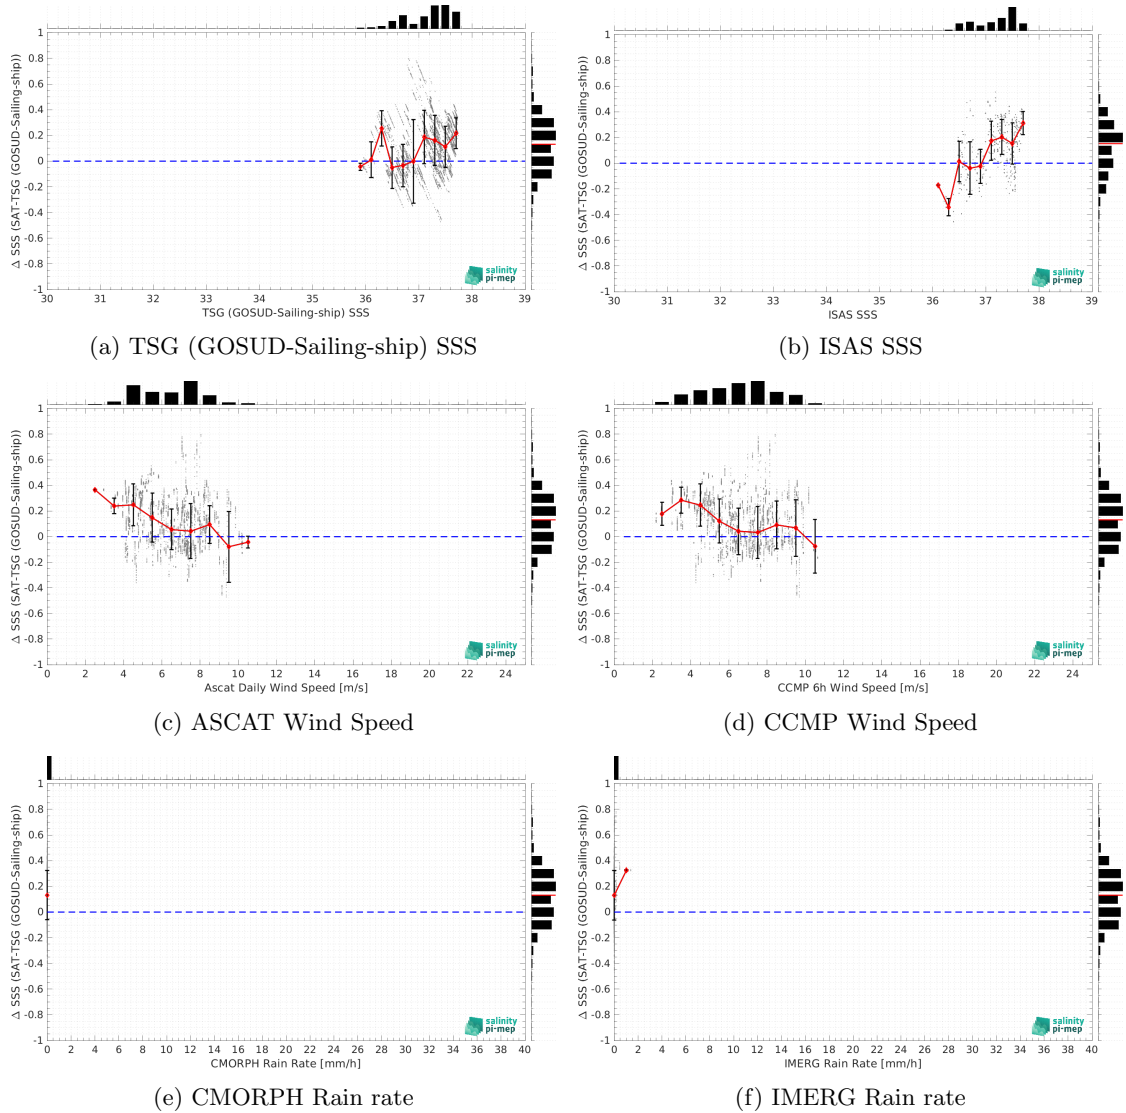 1
0.8
0.6
0.4
0.2
0
-0.2
-0.4
-0.6
-0.8
-1
Δ SSS (SAT-TSG (GOSUD-Sailing-ship))
salinity
pi-mep
30 31 32 33 34 35 36 37 38 39
TSG (GOSUD-Sailing-ship) SSS
(a) TSG (GOSUD-Sailing-ship) SSS
1
0.8
0.6
0.4
0.2
0
-0.2
-0.4
-0.6
-0.8
-1
Δ SSS (SAT-TSG (GOSUD-Sailing-ship))
salinity
pi-mep
30 31 32 33 34 35 36 37 38 39
ISAS SSS
(b) ISAS SSS
1
0.8
0.6
0.4
0.2
0
-0.2
-0.4
-0.6
-0.8
-1
Δ SSS (SAT-TSG (GOSUD-Sailing-ship))
salinity
pi-mep
0 2 4 6 8 10 12 14 16 18 20 22 24
Ascat Daily Wind Speed [m/s]
(c) ASCAT Wind Speed
1
0.8
0.6
0.4
0.2
0
-0.2
-0.4
-0.6
-0.8
-1
Δ SSS (SAT-TSG (GOSUD-Sailing-ship))
salinity
pi-mep
0 2 4 6 8 10 12 14 16 18 20 22 24
CCMP 6h Wind Speed [m/s]
(d) CCMP Wind Speed
1
0.8
0.6
0.4
0.2
0
-0.2
-0.4
-0.6
-0.8
-1
Δ SSS (SAT-TSG (GOSUD-Sailing-ship))
salinity
pi-mep
0 2 4 6 8 10 12 14 16 18 20 22 24 26 28 30 32 34 36 38 40
CMORPH Rain Rate [mm/h]
(e) CMORPH Rain rate
1
0.8
0.6
0.4
0.2
0
-0.2
-0.4
-0.6
-0.8
-1
Δ SSS (SAT-TSG (GOSUD-Sailing-ship))
salinity
pi-mep
0 2 4 6 8 10 12 14 16 18 20 22 24 26 28 30 32 34 36 38 40
IMERG Rain Rate [mm/h]
(f) IMERG Rain rate